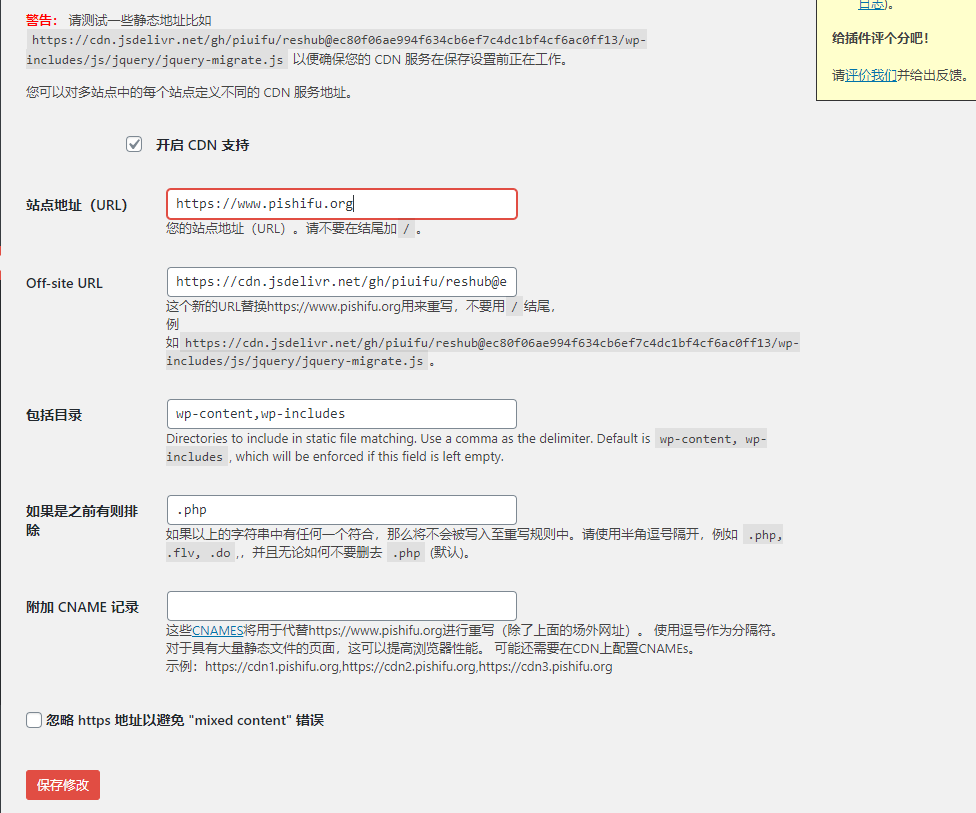 日志)。
警告： 请测试一些静态地址比如
https://cdn.jsdelivr.net/gh/piuifu/reshub@ec80f06ae994f634cb6ef7c4dc1bf4cf6ac0ff13/wp-
includes/js/jquery/jquery-migrate.js 以便确保您的 CDN 服务在保存设置前正在工作。
您可以对多站点中的每个站点定义不同的 CDN 服务地址。
给插件评个分吧！
请评价我们并给出反馈。
开启 CDN 支持
站点地址（URL）
https://www.pishifu.org
您的站点地址（URL）。请不要在结尾加 / 。
Off-site URL
https://cdn.jsdelivr.net/gh/piuifu/reshub@e
这个新的URL替换https://www.pishifu.org用来重写，不要用 / 结尾，
例
如 https://cdn.jsdelivr.net/gh/piuifu/reshub@ec80f06ae994f634cb6ef7c4dc1bf4cf6ac0ff13/wp-
includes/js/jquery/jquery-migrate.js 。
包括目录
wp-content,wp-includes
Directories to include in static file matching. Use a comma as the delimiter. Default is wp-content, wp-
includes , which will be enforced if this field is left empty.
如果是之前有则排
除
.php
如果以上的字符串中有任何一个符合，那么将不会被写入至重写规则中。请使用半角逗号隔开，例如 .php,
.flv, .do ,，并且无论如何不要删去 .php (默认)。
附加 CNAME 记录
这些CNAMES将用于代替https://www.pishifu.org进行重写（除了上面的场外网址）。 使用逗号作为分隔符。
对于具有大量静态文件的页面，这可以提高浏览器性能。 可能还需要在CDN上配置CNAMEs。
示例：https://cdn1.pishifu.org,https://cdn2.pishifu.org,https://cdn3.pishifu.org
忽略 https 地址以避免 "mixed content" 错误
保存修改